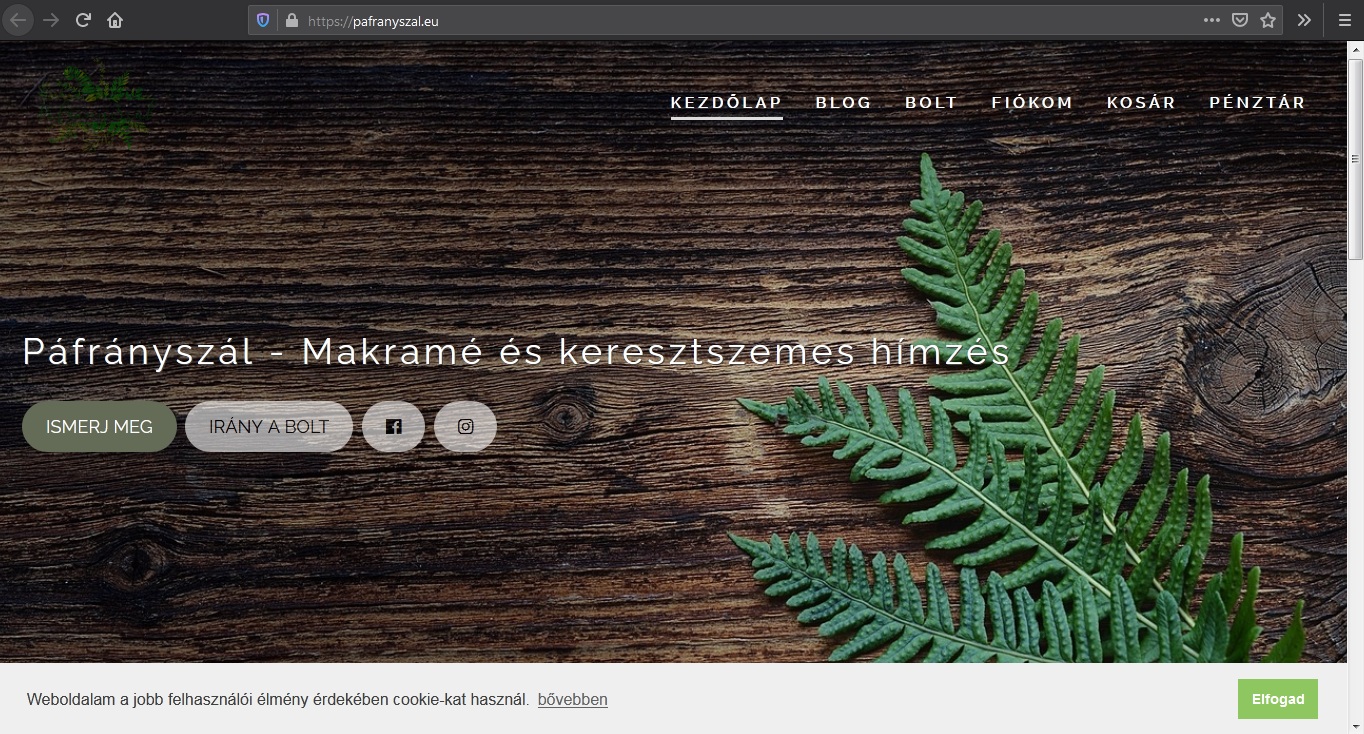 https://pafranyszal.eu
KEZDŐLAP BLOG BOLT FIÓKOM KOSÁR PÉNZTÁR
Páfrányszál - Makramé és keresztszemes hímzés
ISMERJ MEG IRÁNY A BOLT
Weboldalam a jobb felhasználói élmény érdekében cookie-kat használ. bővebben Elfogad